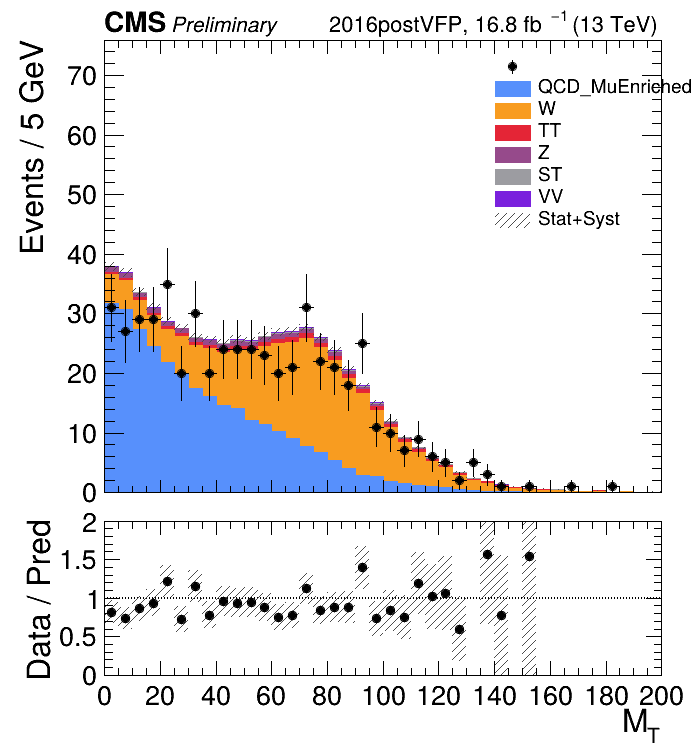 CMS Preliminary 2016postVFP, 16.8 fb⁻¹ (13 TeV)
Events / 5 GeV
70
60
50
40
30
20
10
0
QCD_MuEnriched
W
TT
Z
ST
VV
Stat+Syst
Data / Pred
2
1.5
1
0.5
0
0 20 40 60 80 100 120 140 160 180 200
M_T